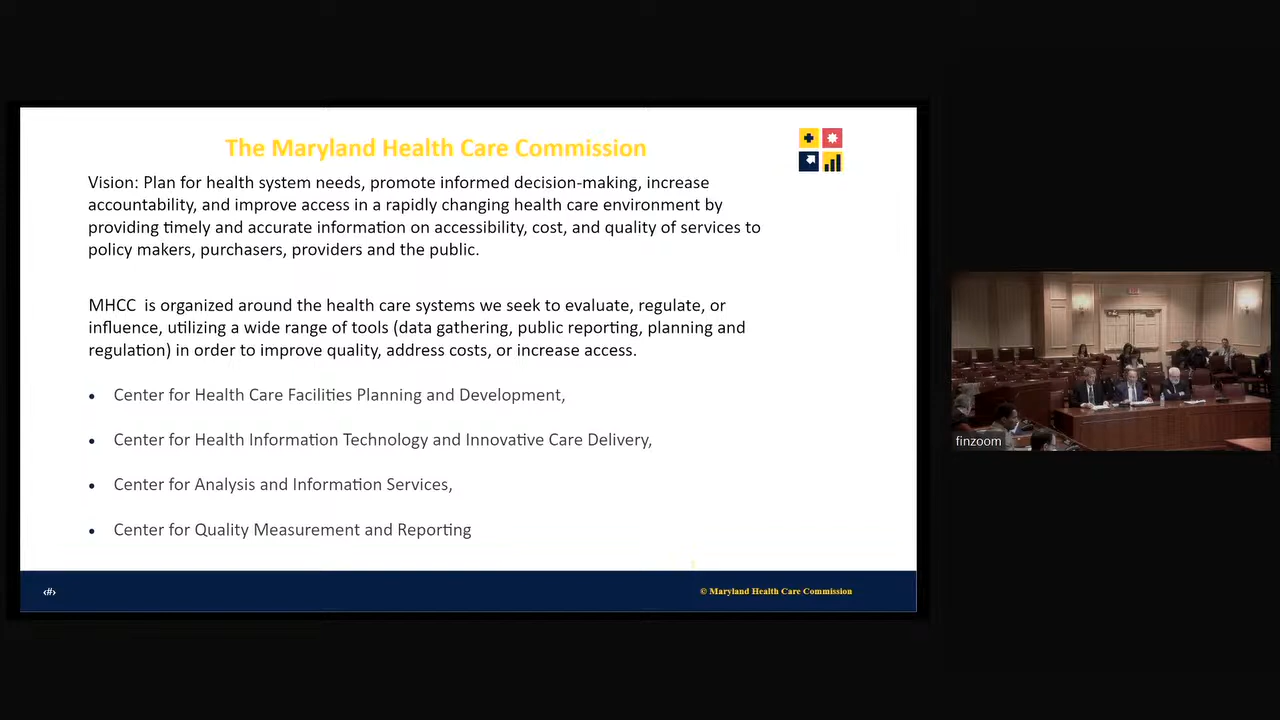 The Maryland Health Care Commission
Vision: Plan for health system needs, promote informed decision-making, increase
accountability, and improve access in a rapidly changing health care environment by
providing timely and accurate information on accessibility, cost, and quality of services to
policy makers, purchasers, providers and the public.
MHCC is organized around the health care systems we seek to evaluate, regulate, or
influence, utilizing a wide range of tools (data gathering, public reporting, planning and
regulation) in order to improve quality, address costs, or increase access.
• Center for Health Care Facilities Planning and Development,
• Center for Health Information Technology and Innovative Care Delivery,
• Center for Analysis and Information Services,
• Center for Quality Measurement and Reporting
‹#›
© Maryland Health Care Commission
finzoom